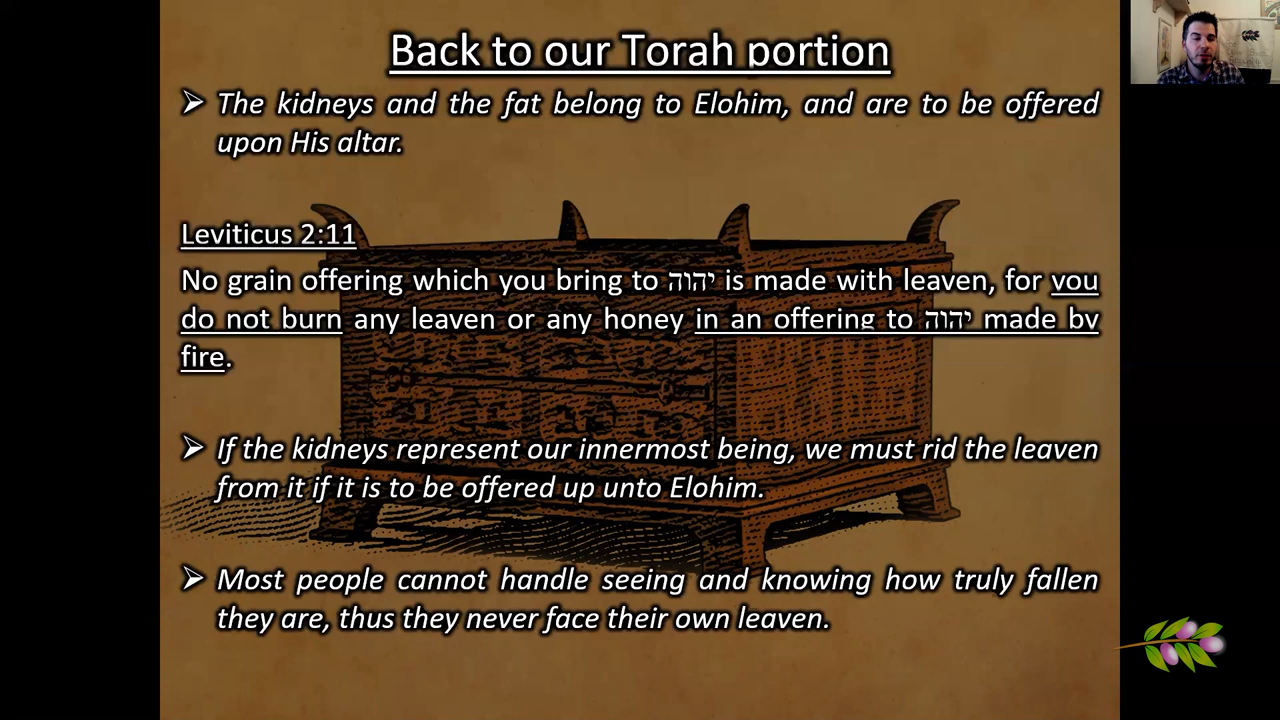 Back to our Torah portion
➢ The kidneys and the fat belong to Elohim, and are to be offered
upon His altar.
Leviticus 2:11
No grain offering which you bring to יהוה is made with leaven, for you
do not burn any leaven or any honey in an offering to יהוה made by
fire.
➢ If the kidneys represent our innermost being, we must rid the leaven
from it if it is to be offered up unto Elohim.
➢ Most people cannot handle seeing and knowing how truly fallen
they are, thus they never face their own leaven.